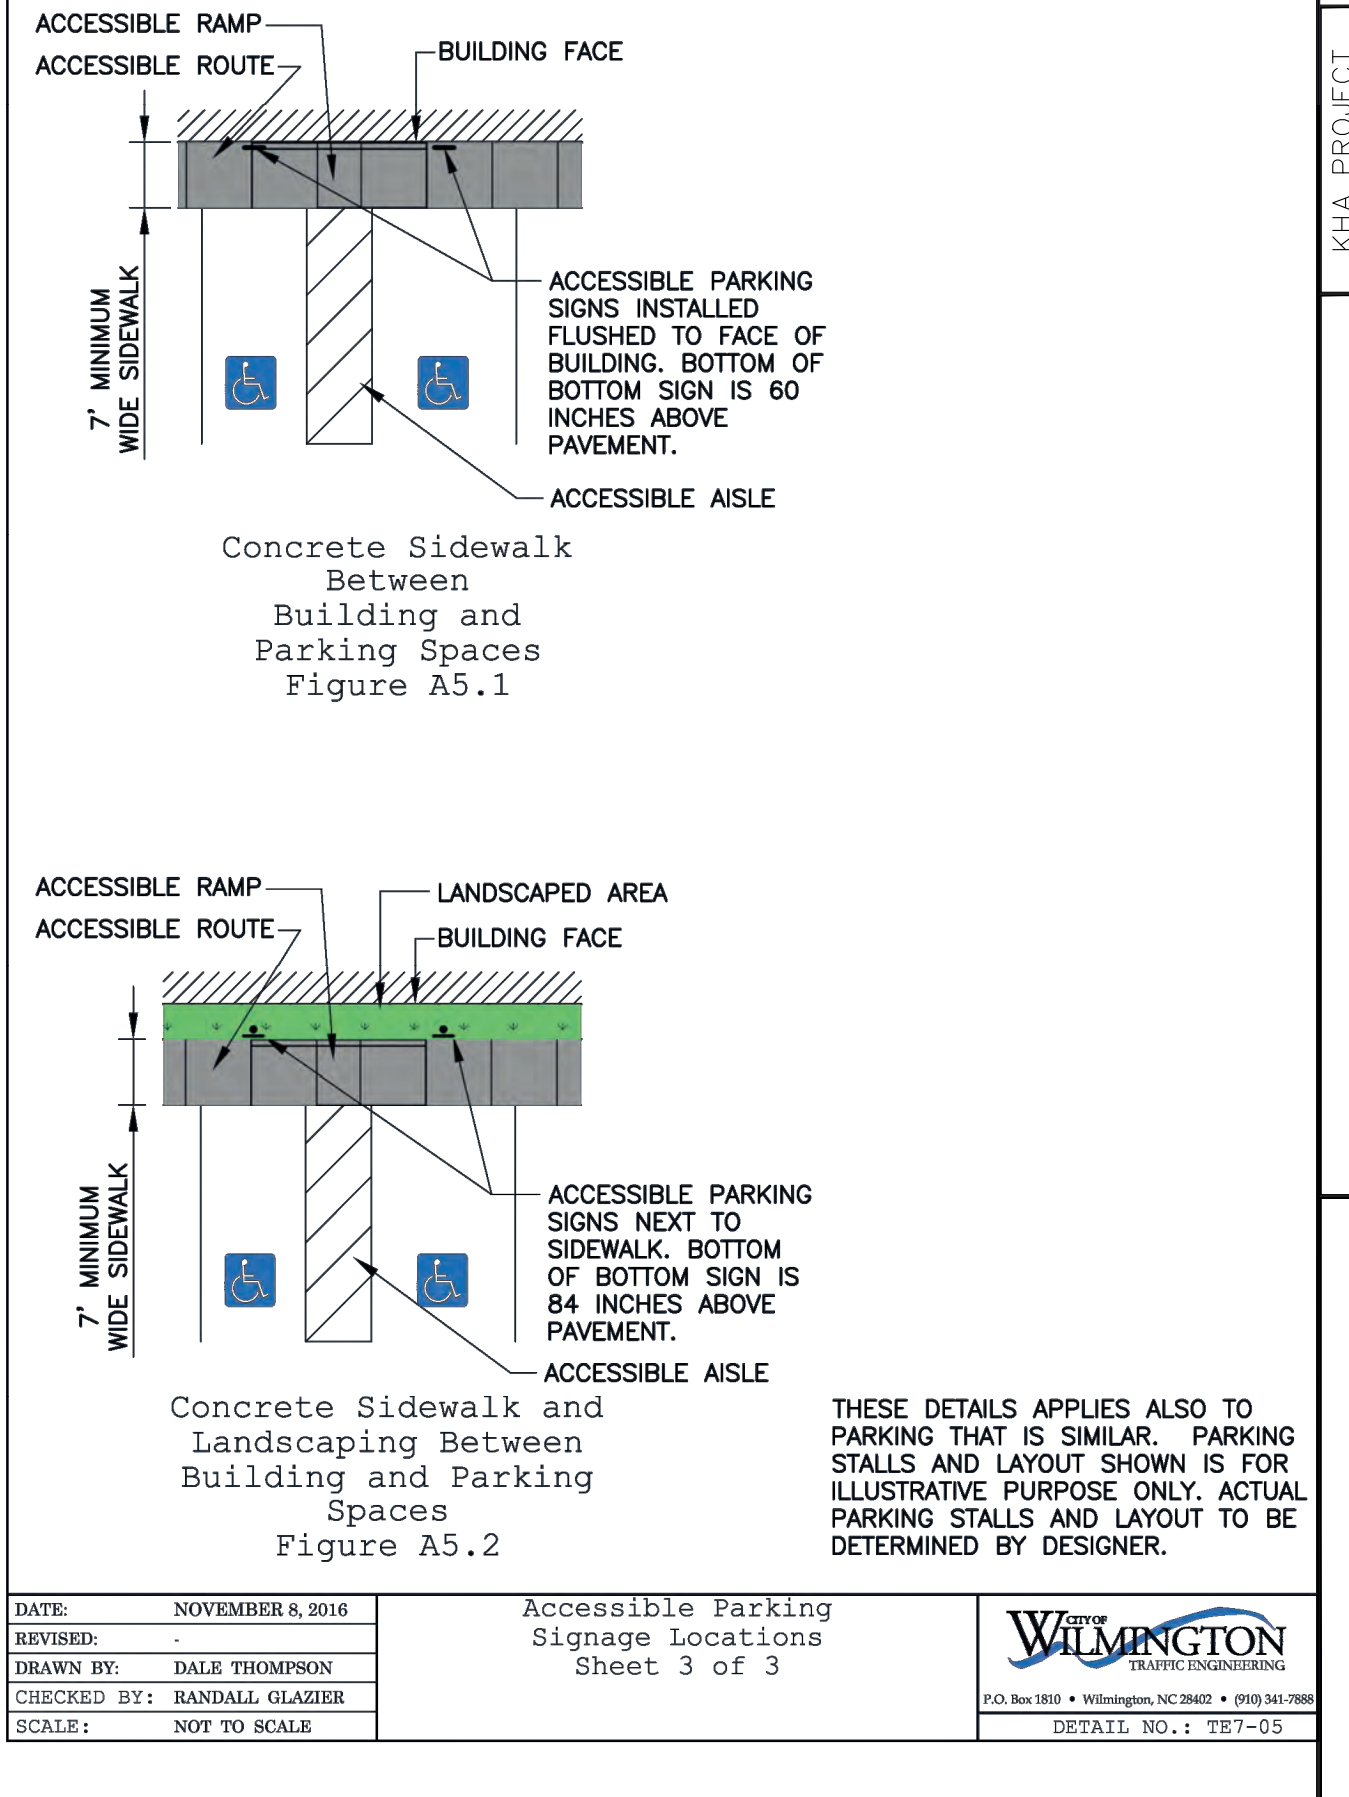 ACCESSIBLE RAMP
ACCESSIBLE ROUTE
BUILDING FACE
7' MINIMUM
WIDE SIDEWALK
ACCESSIBLE PARKING
SIGNS INSTALLED
FLUSHED TO FACE OF
BUILDING. BOTTOM OF
BOTTOM SIGN IS 60
INCHES ABOVE
PAVEMENT.
ACCESSIBLE AISLE
Concrete Sidewalk
Between
Building and
Parking Spaces
Figure A5.1
ACCESSIBLE RAMP
ACCESSIBLE ROUTE
LANDSCAPED AREA
BUILDING FACE
7' MINIMUM
WIDE SIDEWALK
ACCESSIBLE PARKING
SIGNS NEXT TO
SIDEWALK. BOTTOM
OF BOTTOM SIGN IS
84 INCHES ABOVE
PAVEMENT.
ACCESSIBLE AISLE
Concrete Sidewalk and
Landscaping Between
Building and Parking
Spaces
Figure A5.2
THESE DETAILS APPLIES ALSO TO
PARKING THAT IS SIMILAR. PARKING
STALLS AND LAYOUT SHOWN IS FOR
ILLUSTRATIVE PURPOSE ONLY. ACTUAL
PARKING STALLS AND LAYOUT TO BE
DETERMINED BY DESIGNER.
DATE: NOVEMBER 8, 2016
REVISED: -
DRAWN BY: DALE THOMPSON
CHECKED BY: RANDALL GLAZIER
SCALE: NOT TO SCALE
Accessible Parking
Signage Locations
Sheet 3 of 3
CITY OF
WILMINGTON
TRAFFIC ENGINEERING
P.O. Box 1810 • Wilmington, NC 28402 • (910) 341-7888
DETAIL NO.: TE7-05
KHA PROJECT